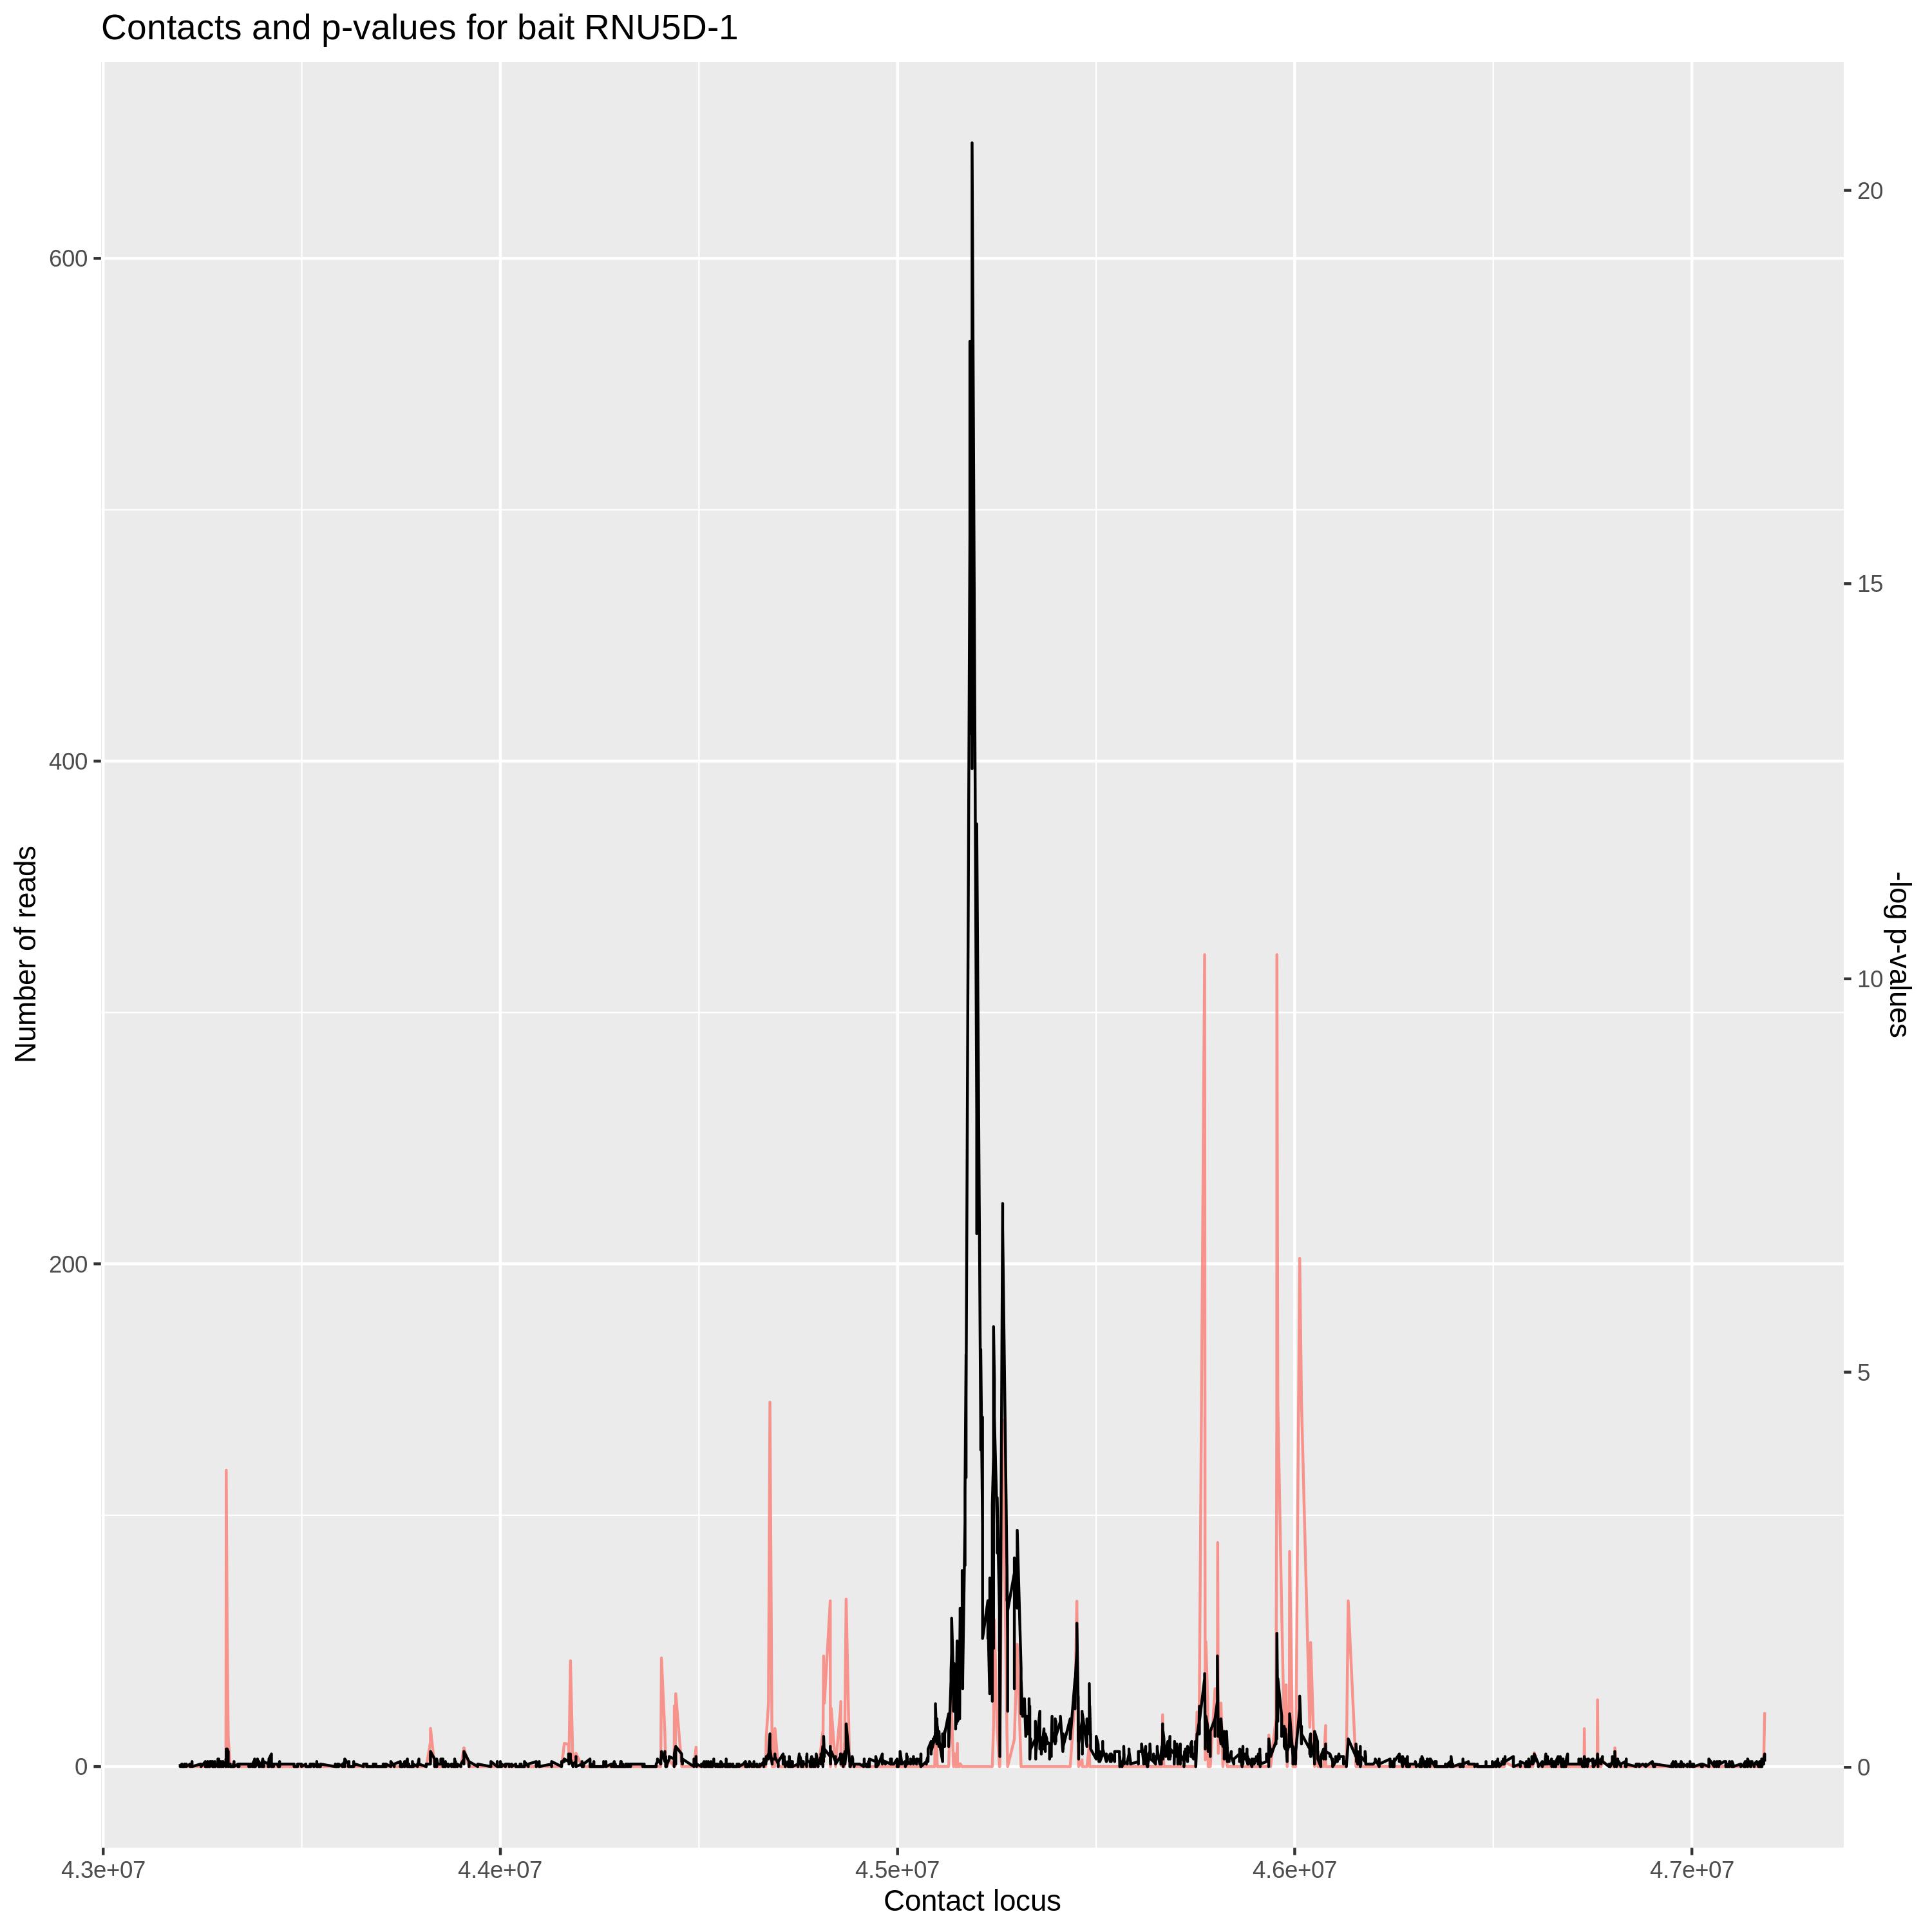 Contacts and p-values for bait RNU5D-1
600
400
200
0
20
15
10
5
0
Number of reads
-log p-values
4.3e+07
4.4e+07
4.5e+07
4.6e+07
4.7e+07
Contact locus